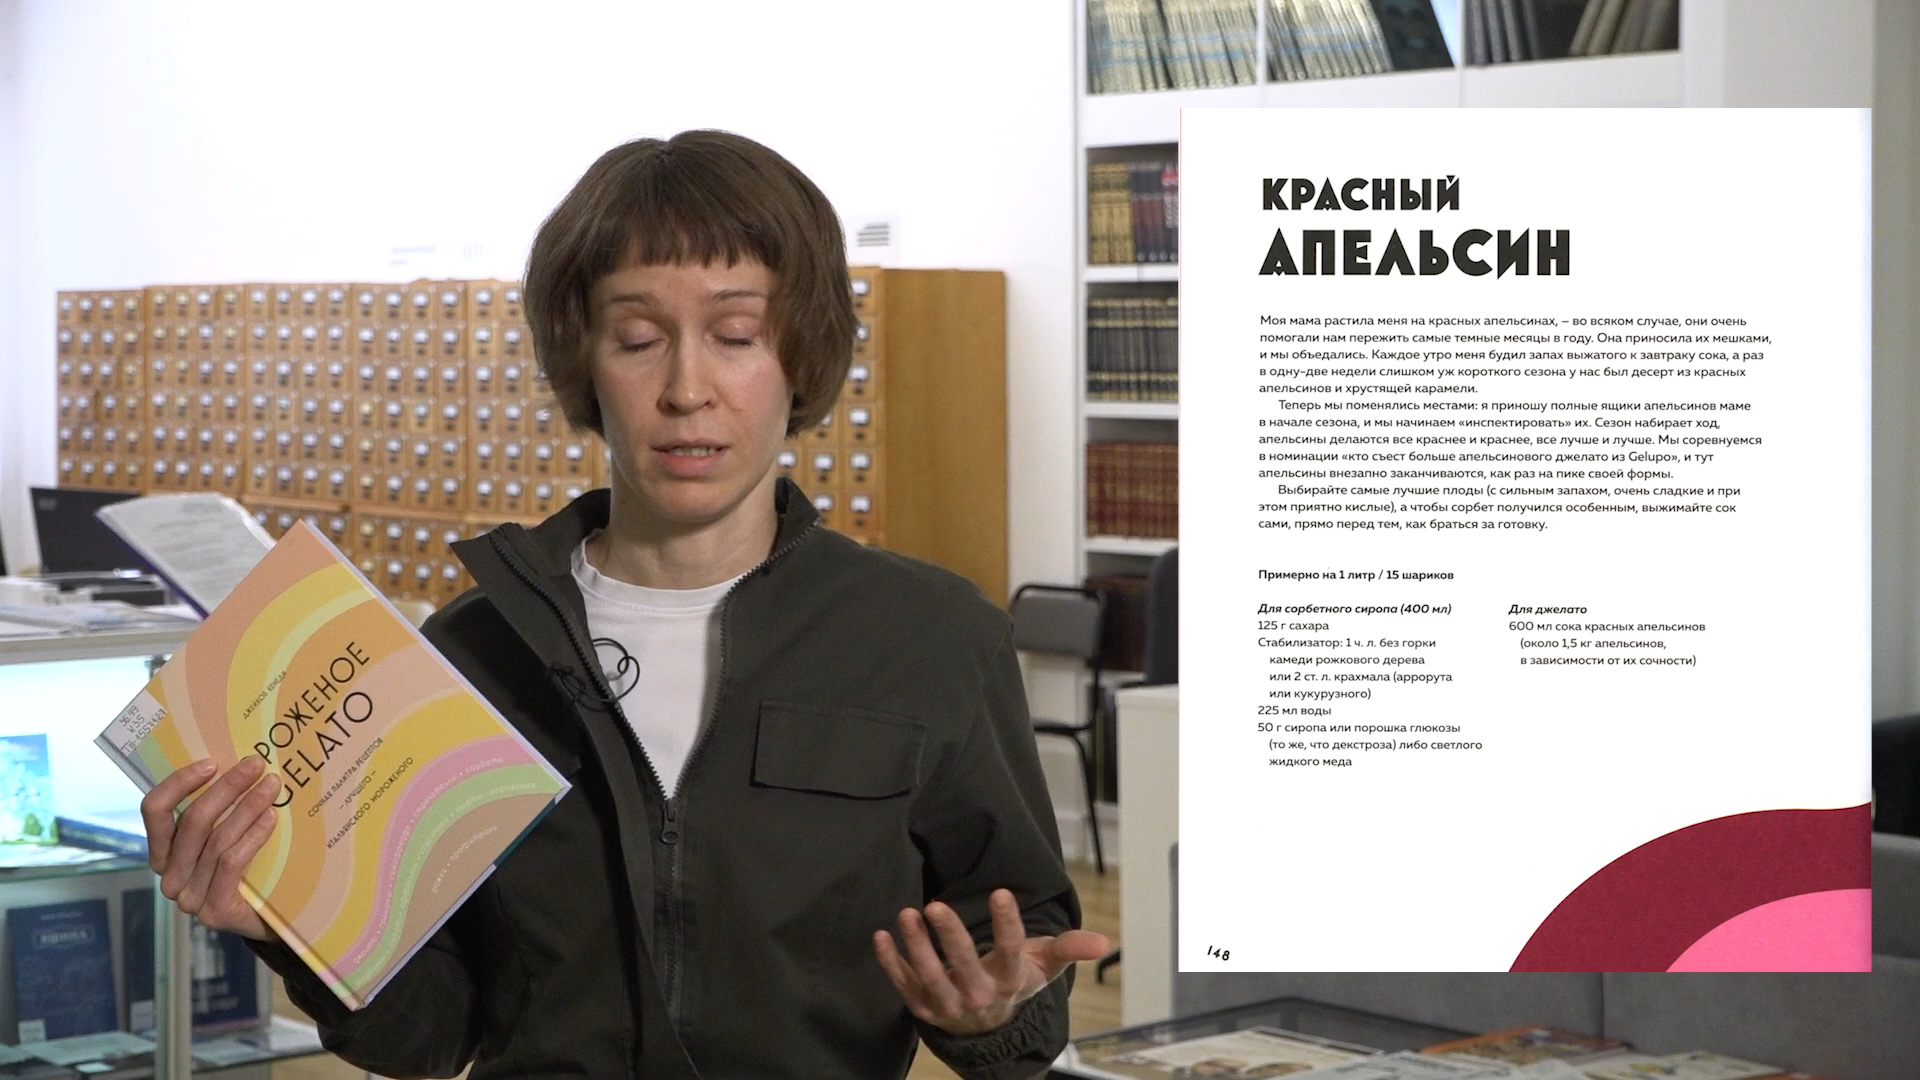 КРАСНЫЙ
АПЕЛЬСИН
Моя мама растила меня на красных апельсинах, – во всяком случае, они очень
помогали нам пережить самые темные месяцы в году. Она приносила их мешками,
и мы объедались. Каждое утро меня будил запах выжатого к завтраку сока, а раз
в одну-две недели слишком уж короткого сезона у нас был десерт из красных
апельсинов и хрустящей карамели.
Теперь мы поменялись местами: я приношу полные ящики апельсинов маме
в начале сезона, и мы начинаем «инспектировать» их. Сезон набирает ход,
апельсины делаются все краснее и краснее, все лучше и лучше. Мы соревнуемся
в номинации «кто съест больше апельсинового джелато из Gelupo», и тут
апельсины внезапно заканчиваются, как раз на пике своей формы.
Выбирайте самые лучшие плоды (с сильным запахом, очень сладкие и при
этом приятно кислые), а чтобы сорбет получился особенным, выжимайте сок
сами, прямо перед тем, как браться за готовку.
Примерно на 1 литр / 15 шариков
Для сорбетного сиропа (400 мл)
125 г сахара
Стабилизатор: 1 ч. л. без горки
камеди рожкового дерева
или 2 ст. л. крахмала (аррорута
или кукурузного)
225 мл воды
50 г сиропа или порошка глюкозы
(то же, что декстроза) либо светлого
жидкого меда
Для джелато
600 мл сока красных апельсинов
(около 1,5 кг апельсинов,
в зависимости от их сочности)
148
ДЖЕЙКОБ КЕНЕДИ
РОЖЕНОЕ
GELATO
СОЧНАЯ ПАЛИТРА РЕЦЕПТОВ
– ЛУЧШЕГО –
ИТАЛЬЯНСКОГО МОРОЖЕНОГО